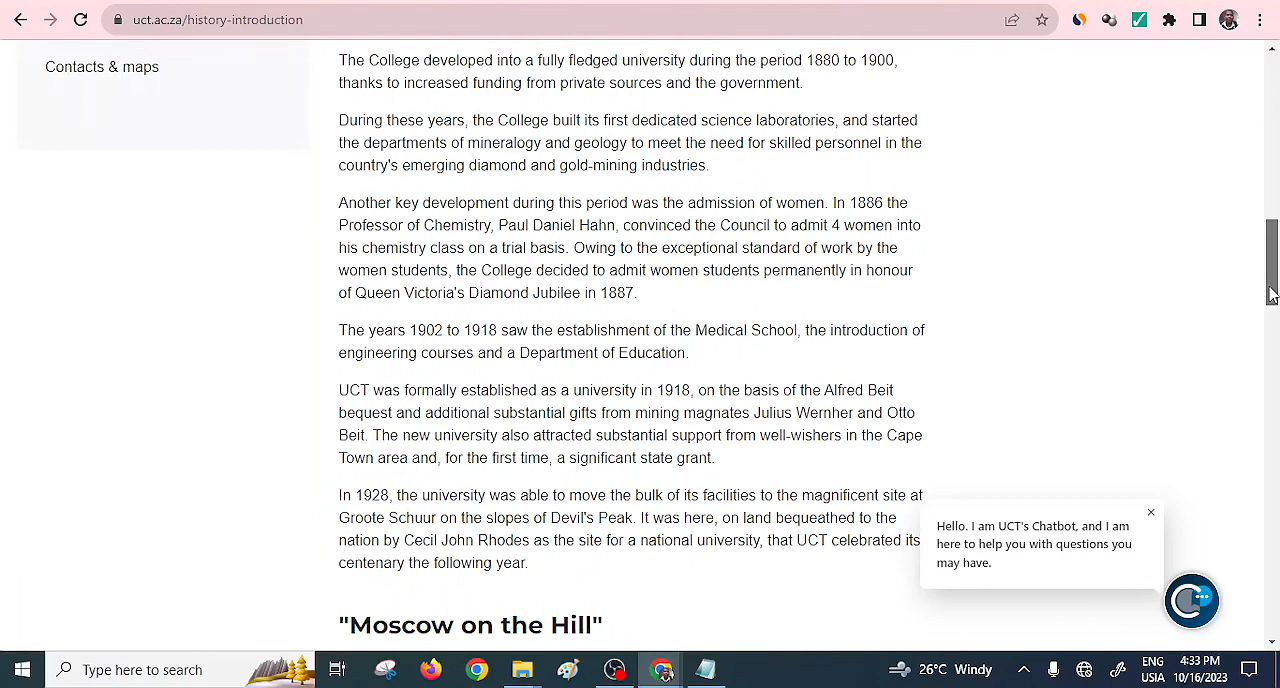 uct.ac.za/history-introduction
Contacts & maps
The College developed into a fully fledged university during the period 1880 to 1900,
thanks to increased funding from private sources and the government.
During these years, the College built its first dedicated science laboratories, and started
the departments of mineralogy and geology to meet the need for skilled personnel in the
country's emerging diamond and gold-mining industries.
Another key development during this period was the admission of women. In 1886 the
Professor of Chemistry, Paul Daniel Hahn, convinced the Council to admit 4 women into
his chemistry class on a trial basis. Owing to the exceptional standard of work by the
women students, the College decided to admit women students permanently in honour
of Queen Victoria's Diamond Jubilee in 1887.
The years 1902 to 1918 saw the establishment of the Medical School, the introduction of
engineering courses and a Department of Education.
UCT was formally established as a university in 1918, on the basis of the Alfred Beit
bequest and additional substantial gifts from mining magnates Julius Wernher and Otto
Beit. The new university also attracted substantial support from well-wishers in the Cape
Town area and, for the first time, a significant state grant.
In 1928, the university was able to move the bulk of its facilities to the magnificent site at
Groote Schuur on the slopes of Devil's Peak. It was here, on land bequeathed to the
nation by Cecil John Rhodes as the site for a national university, that UCT celebrated its
centenary the following year.
"Moscow on the Hill"
Hello. I am UCT's Chatbot, and I am
here to help you with questions you
may have.
Type here to search
26°C Windy
ENG
USA
4:33 PM
10/16/2023